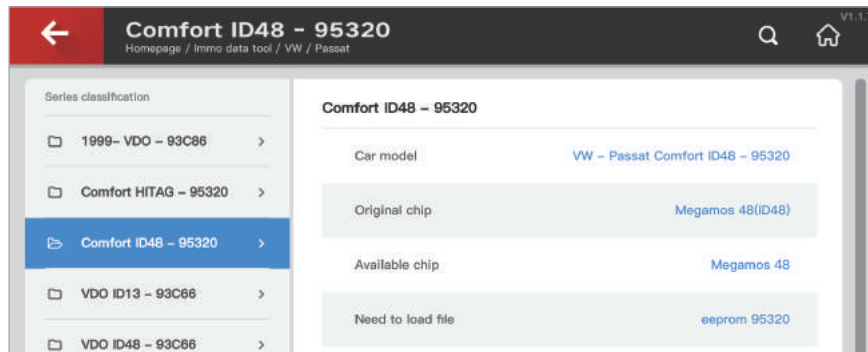 Comfort ID48 - 95320
V1.1.
Homepage / Immo data tool / VW / Passat
Series classification
1999- VDO - 93C86
Comfort HITAG - 95320
Comfort ID48 - 95320
VDO ID13 - 93C66
VDO ID48 - 93C66
Comfort ID48 - 95320
Car model
VW - Passat Comfort ID48 - 95320
Original chip
Megamos 48(ID48)
Available chip
Megamos 48
Need to load file
eeprom 95320